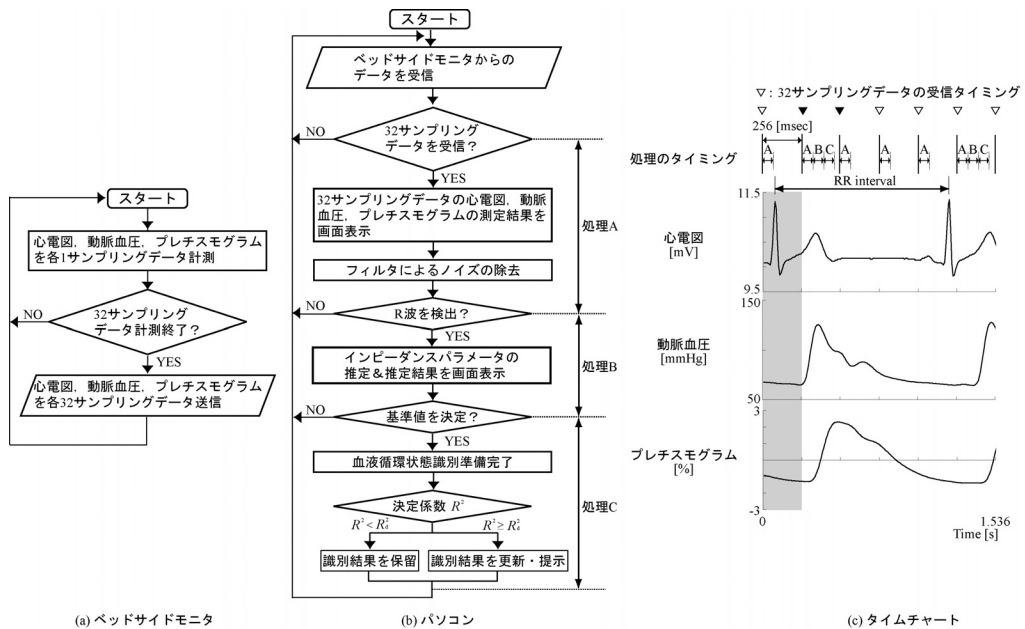 スタート
心電図，動脈血圧，プレチスモグラム
を各1サンプリングデータ計測
32サンプリング
データ計測終了？
NO
YES
心電図，動脈血圧，プレチスモグラム
を各32サンプリングデータ送信
(a) ベッドサイドモニタ
スタート
ベッドサイドモニタからの
データを受信
32サンプリング
データを受信？
NO
YES
32サンプリングデータの心電図，動脈
血圧，プレチスモグラムの測定結果を
画面表示
フィルタによるノイズの除去
R波を検出？
NO
YES
インピーダンスパラメータの
推定＆推定結果を画面表示
基準値を決定？
NO
YES
血液循環状態識別準備完了
決定係数 R²
R² < R_d²
R² ≥ R_d²
識別結果を保留
識別結果を更新・提示
処理A
処理B
処理C
(b) パソコン
▽: 32サンプリングデータの受信タイミング
256 [msec]
処理のタイミング
A
A B C
A
A
A
A B C
RR interval
11.5
心電図
[mV]
9.5
150
動脈血圧
[mmHg]
50
3
プレチスモグラム
[%]
-3
0
1.536
Time [s]
(c) タイムチャート